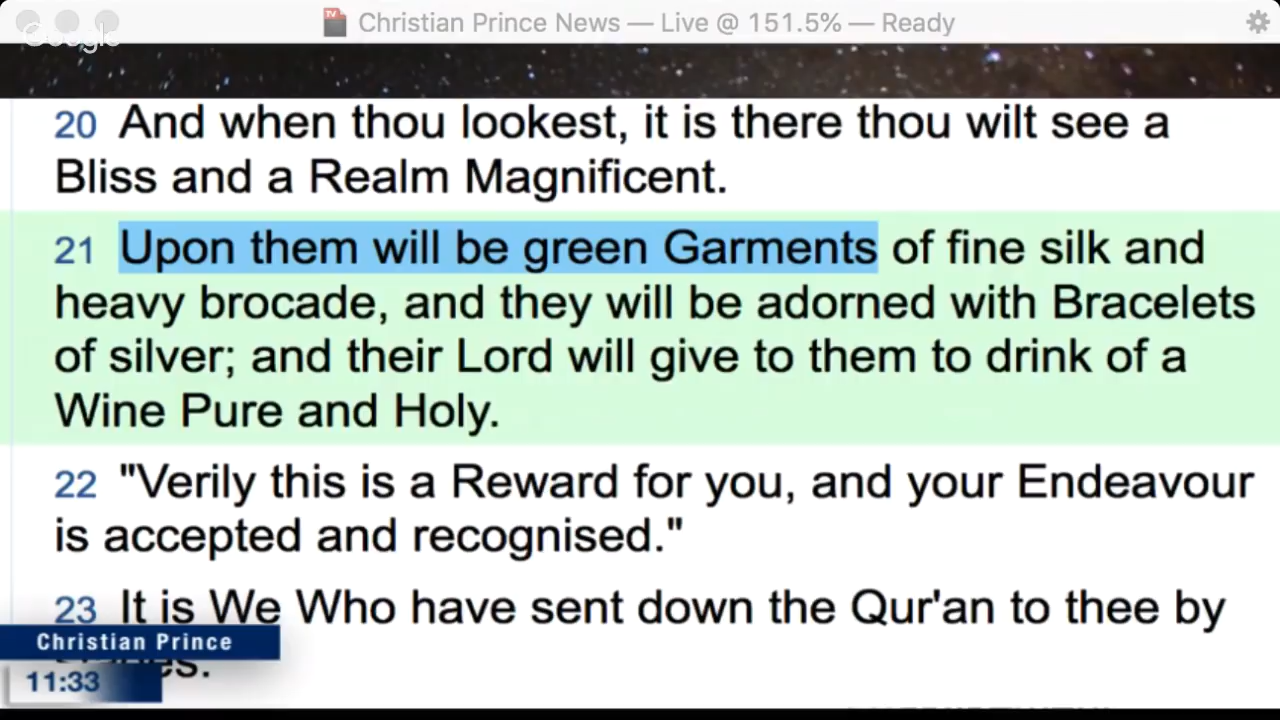 Christian Prince News — Live @ 151.5% — Ready
Google
20 And when thou lookest, it is there thou wilt see a
Bliss and a Realm Magnificent.
21 Upon them will be green Garments of fine silk and
heavy brocade, and they will be adorned with Bracelets
of silver; and their Lord will give to them to drink of a
Wine Pure and Holy.
22 "Verily this is a Reward for you, and your Endeavour
is accepted and recognised."
23 It is We Who have sent down the Qur'an to thee by
Christian Prince
11:33